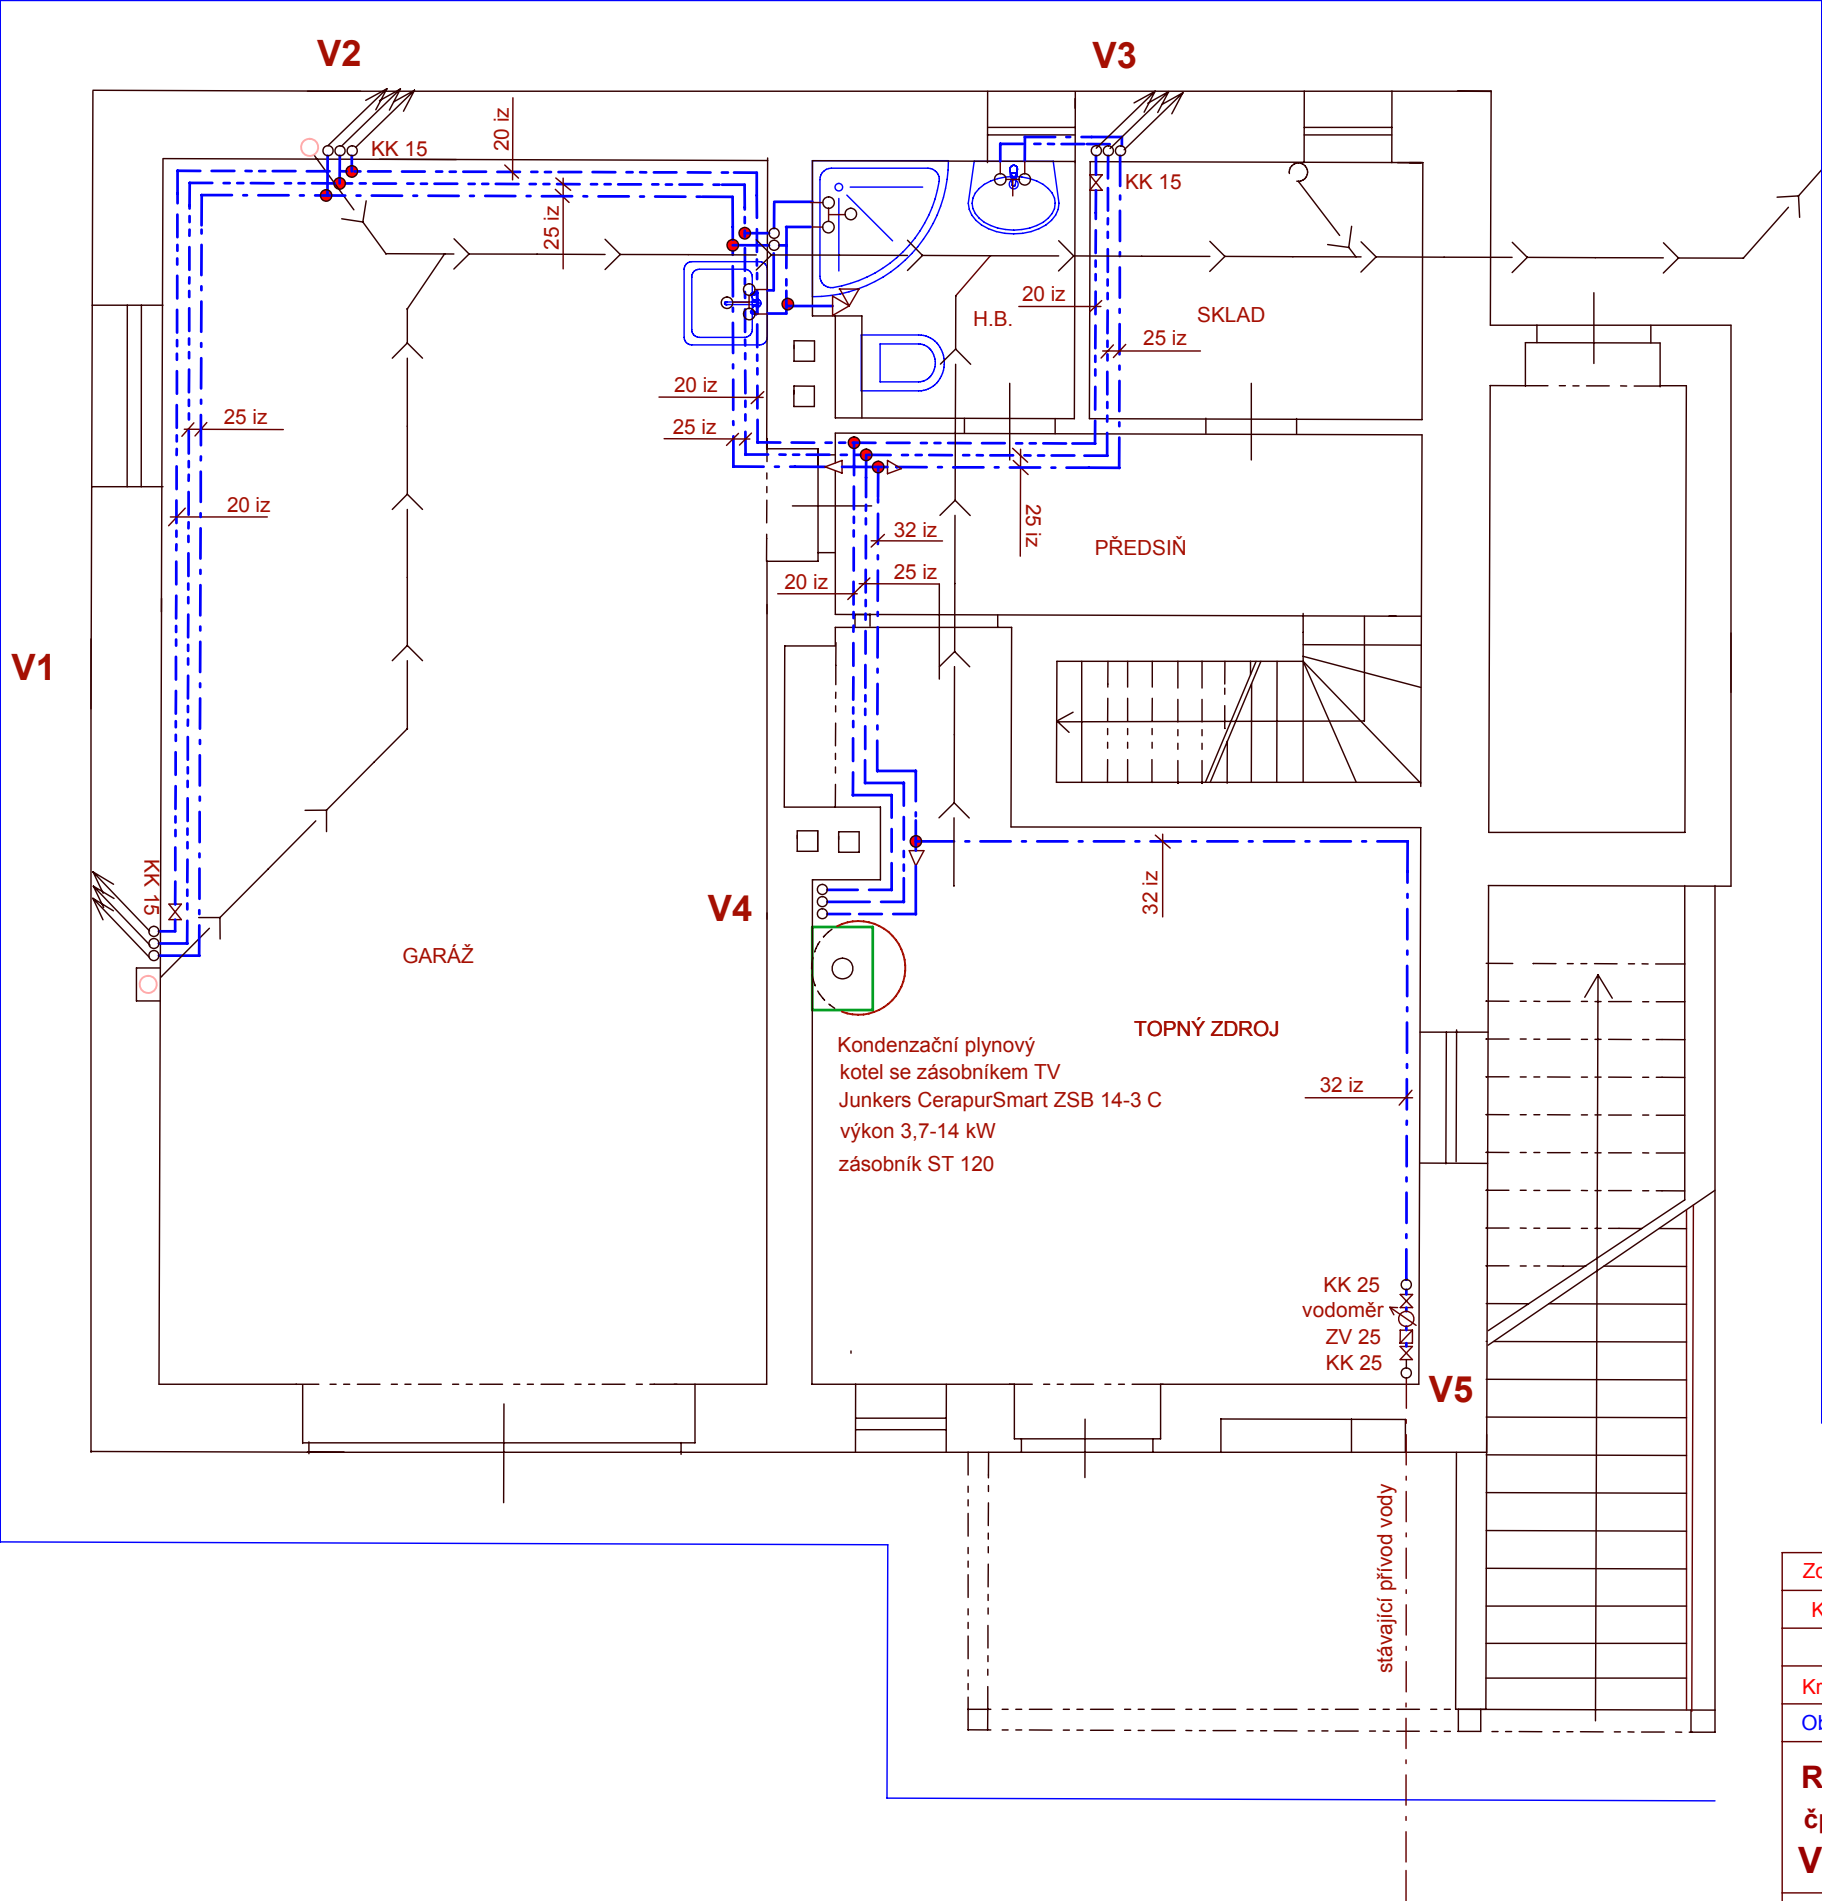 V2
V3
20 iz
KK 15
KK 15
25 iz
20 iz
H.B.
SKLAD
25 iz
20 iz
25 iz
25 iz
20 iz
32 iz
25 iz
PŘEDSIŇ
20 iz
25 iz
V1
KK 15
V4
32 iz
GARÁŽ
TOPNÝ ZDROJ
Kondenzační plynový
kotel se zásobníkem TV
Junkers CerapurSmart ZSB 14-3 C
výkon 3,7-14 kW
zásobník ST 120
32 iz
KK 25
vodoměr
ZV 25
KK 25
V5
stávající přívod vody